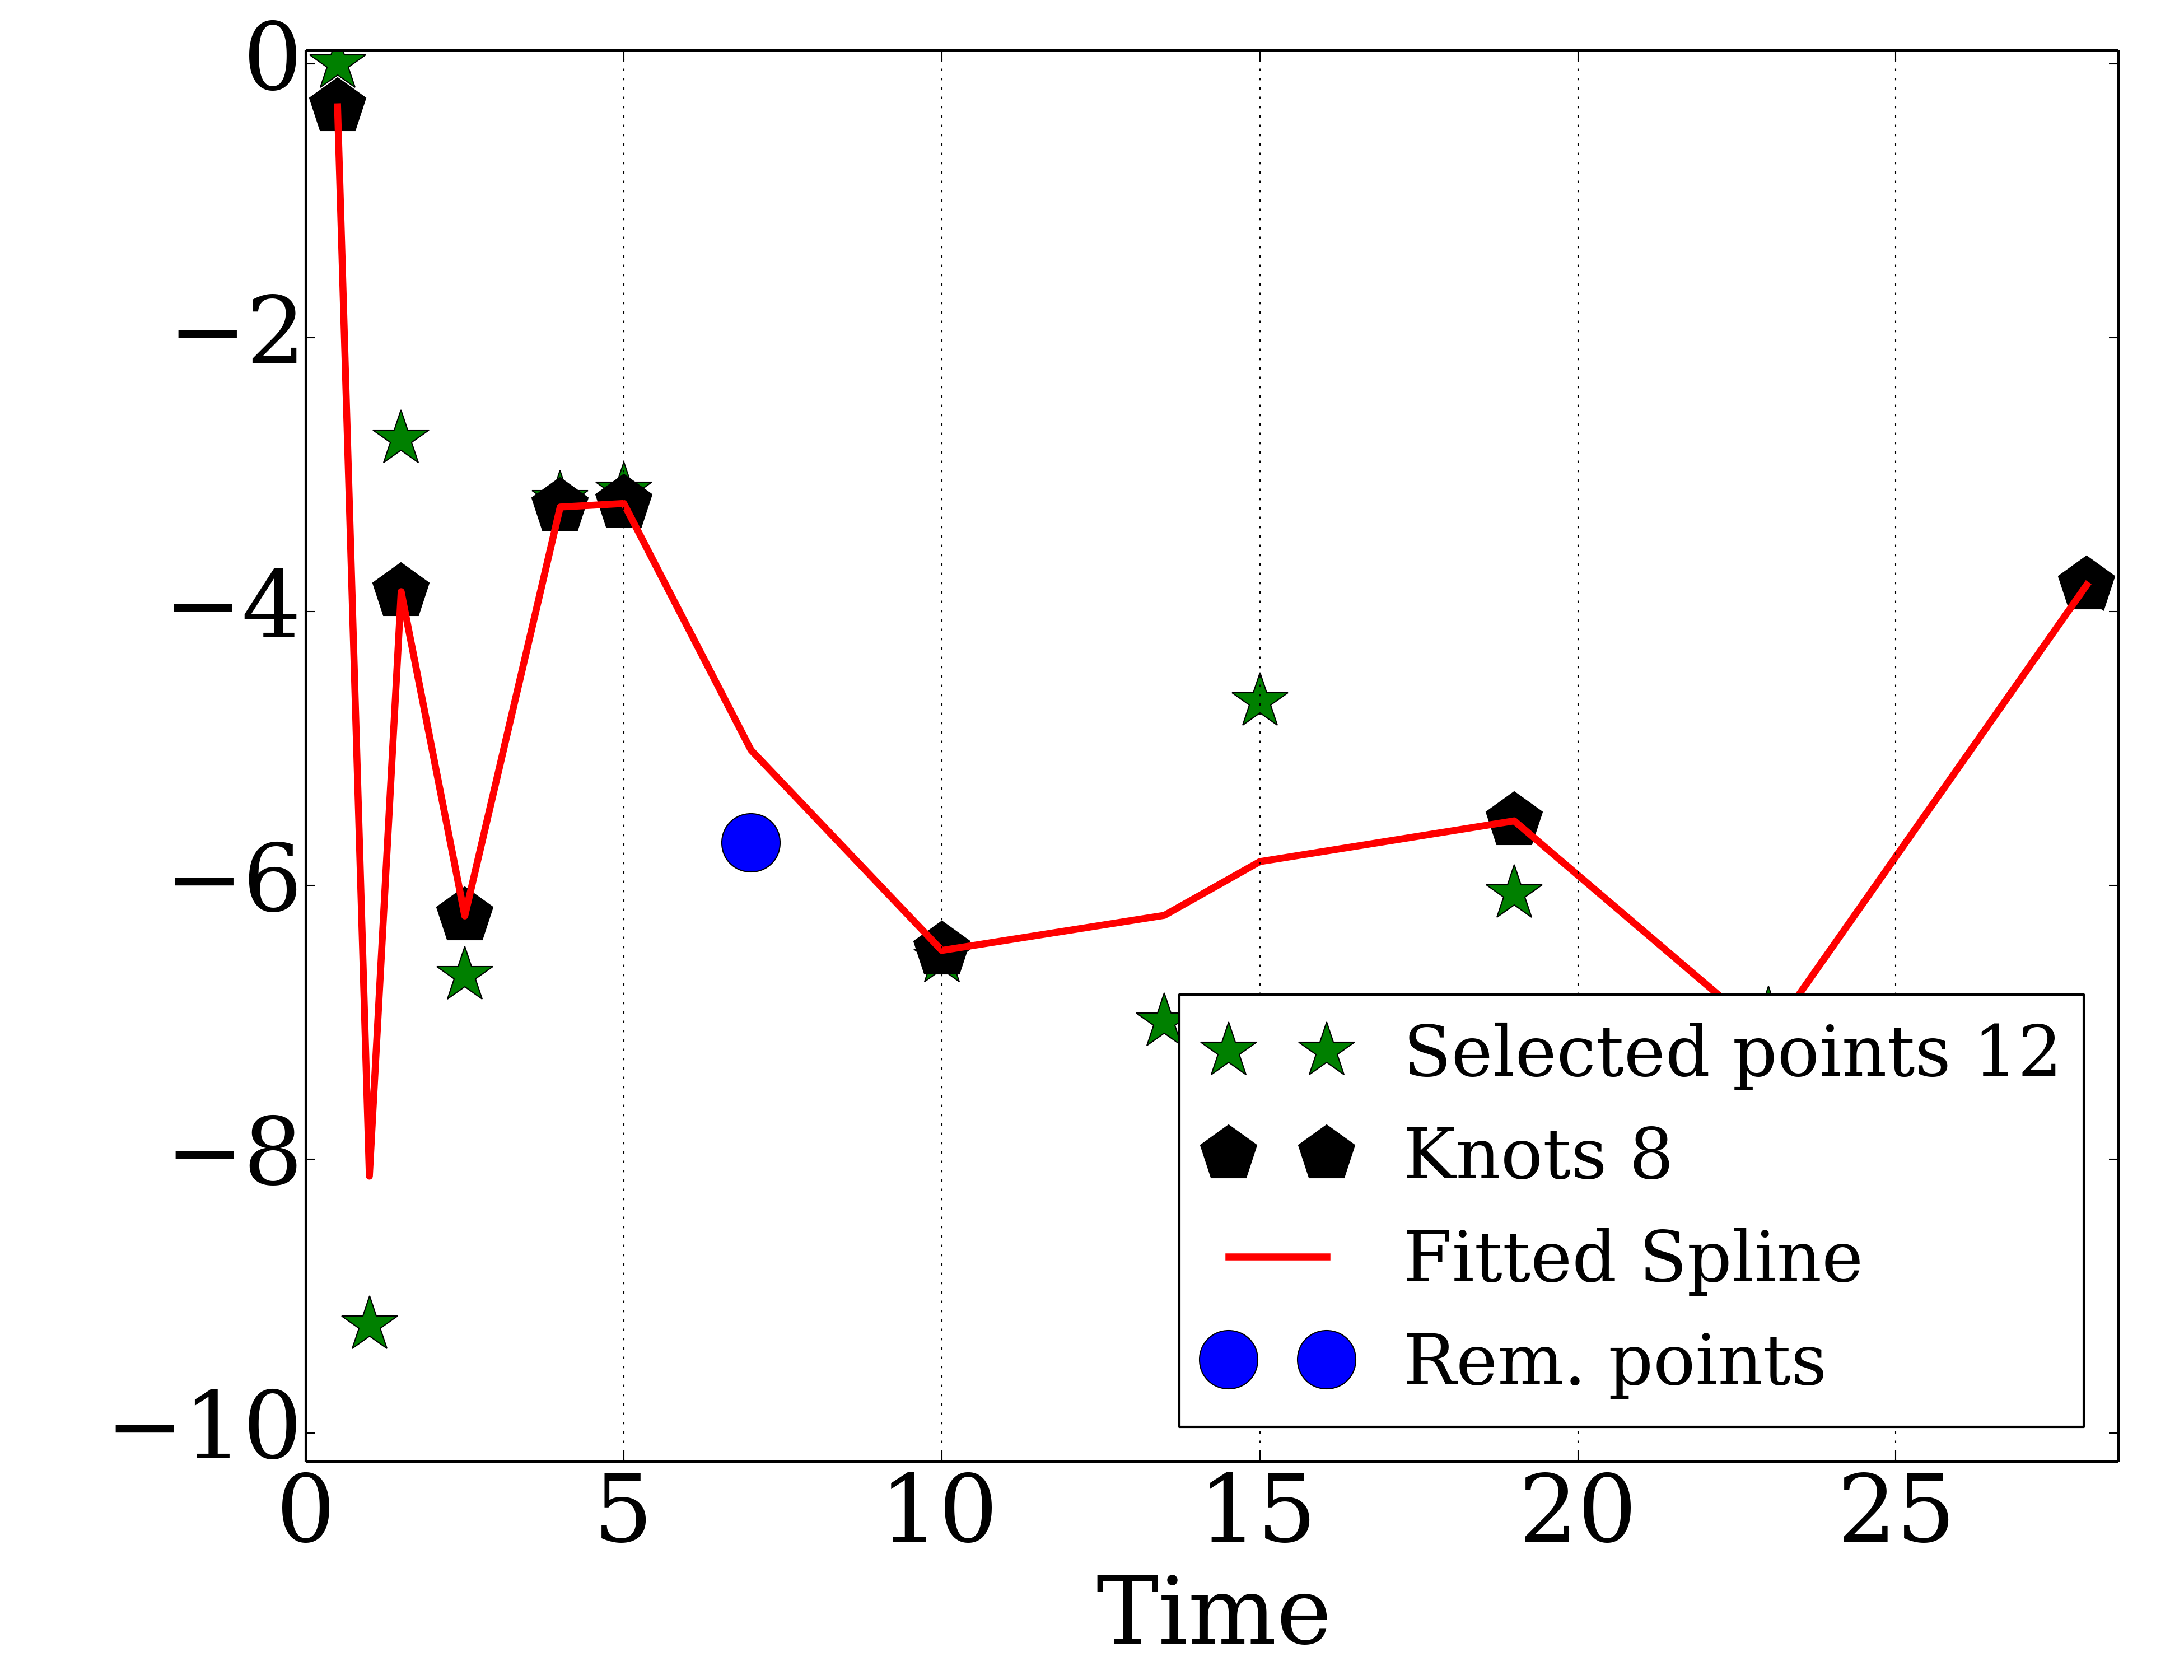 0
−2
−4
−6
−8
−10
0 5 10 15 20 25
Time
Selected points 12
Knots 8
Fitted Spline
Rem. points